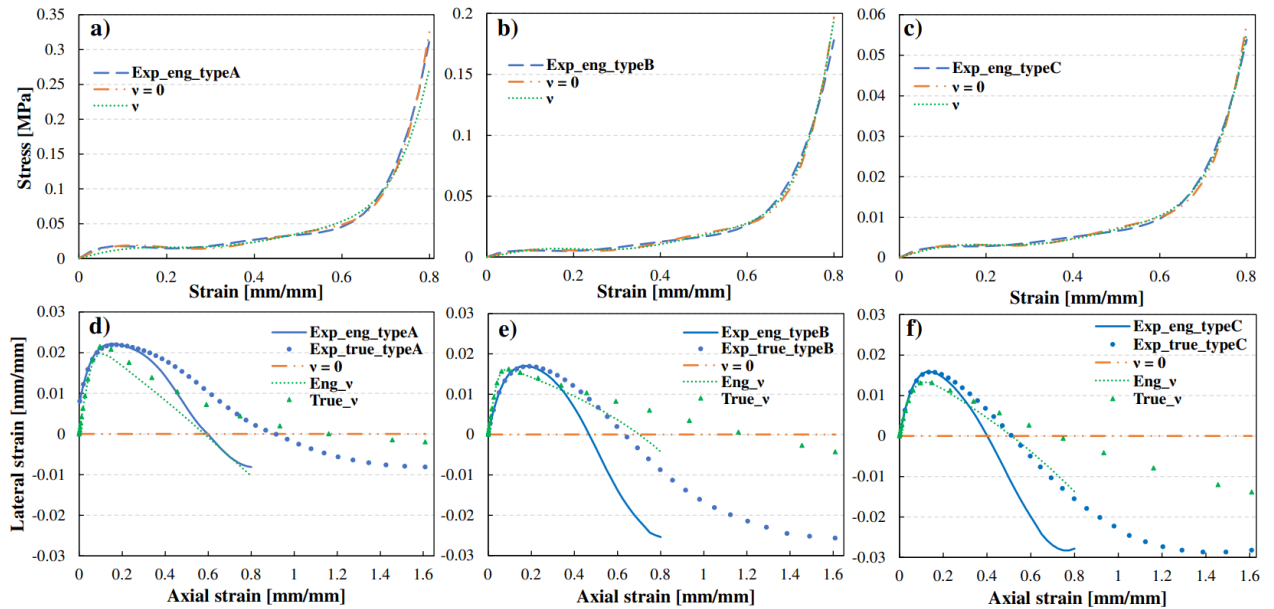 a)
Stress [MPa]
0.35
0.3
0.25
0.2
0.15
0.1
0.05
0
Exp_eng_typeA
ν = 0
ν
0 0.2 0.4 0.6 0.8
Strain [mm/mm]
b)
0.2
0.15
0.1
0.05
0
Exp_eng_typeB
ν = 0
ν
0 0.2 0.4 0.6 0.8
Strain [mm/mm]
c)
0.06
0.05
0.04
0.03
0.02
0.01
0
Exp_eng_typeC
ν = 0
ν
0 0.2 0.4 0.6 0.8
Strain [mm/mm]
d)
Lateral strain [mm/mm]
0.03
0.02
0.01
0
-0.01
-0.02
-0.03
Exp_eng_typeA
Exp_true_typeA
ν = 0
Eng_ν
True_ν
0 0.2 0.4 0.6 0.8 1 1.2 1.4 1.6
Axial strain [mm/mm]
e)
0.03
0.02
0.01
0
-0.01
-0.02
-0.03
Exp_eng_typeB
Exp_true_typeB
ν = 0
Eng_ν
True_ν
0 0.2 0.4 0.6 0.8 1 1.2 1.4 1.6
Axial strain [mm/mm]
f)
0.03
0.02
0.01
0
-0.01
-0.02
-0.03
Exp_eng_typeC
Exp_true_typeC
ν = 0
Eng_ν
True_ν
0 0.2 0.4 0.6 0.8 1 1.2 1.4 1.6
Axial strain [mm/mm]